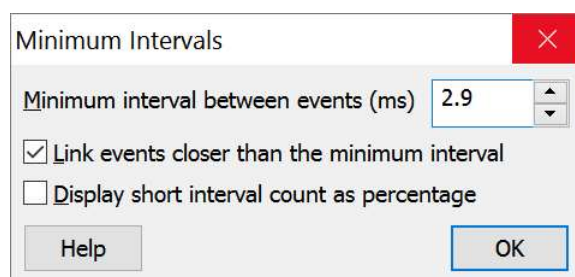 Minimum Intervals
Minimum interval between events (ms) 2.9
Link events closer than the minimum interval
Display short interval count as percentage
Help OK